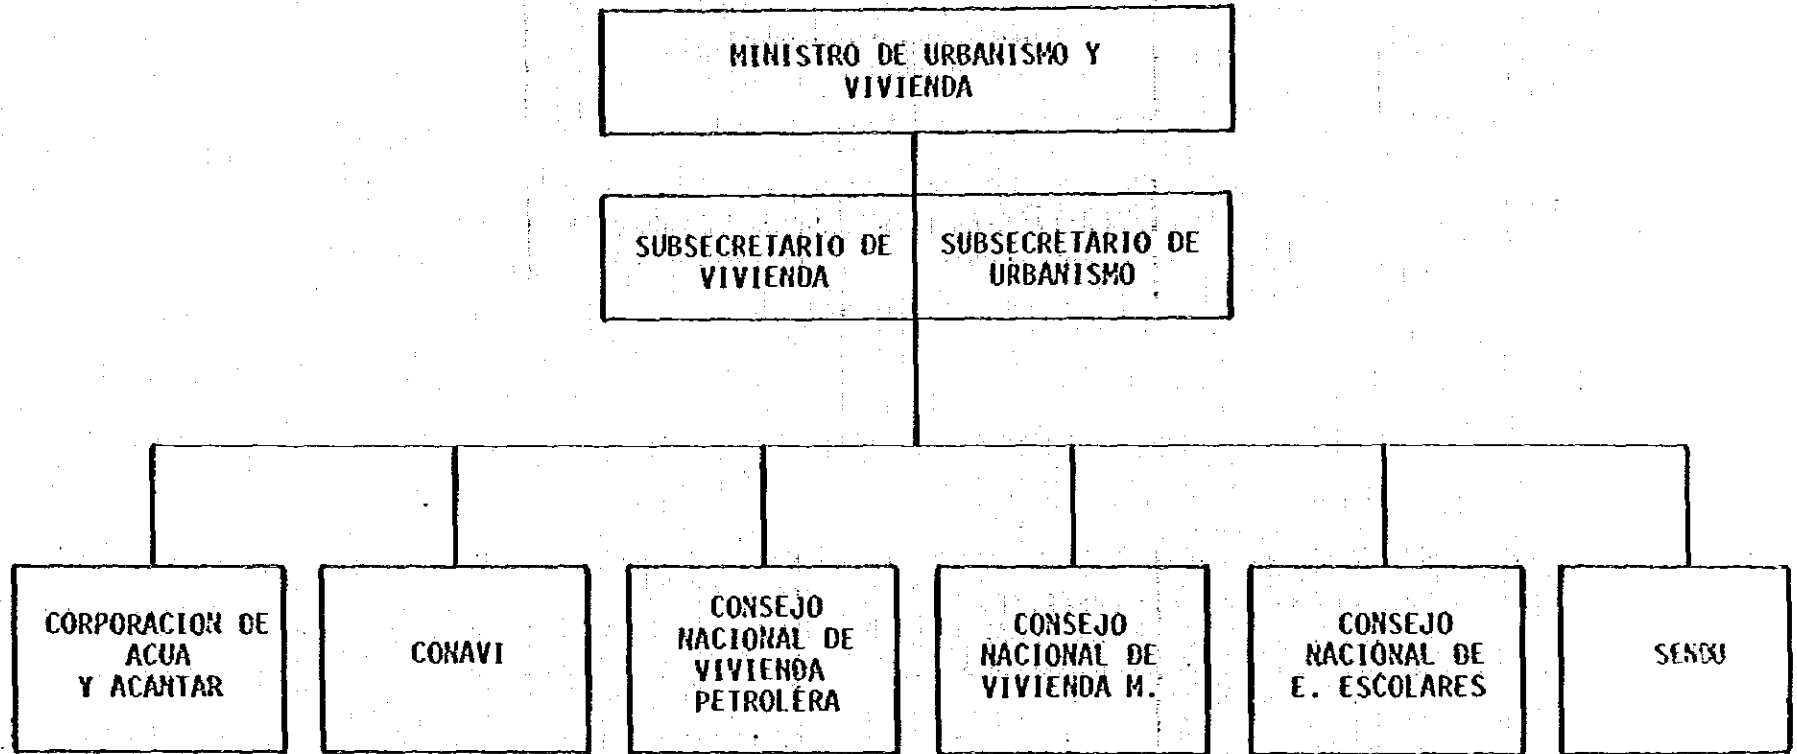 MINISTRO DE URBANISMO Y
VIVIENDA
SUBSECRETARIO DE
VIVIENDA
SUBSECRETARIO DE
URBANISMO
CORPORACION DE
ACUA
Y ACANTAR
CONAVI
CONSEJO
NACIONAL DE
VIVIENDA
PETROLERA
CONSEJO
NACIONAL DE
VIVIENDA M.
CONSEJO
NACIONAL DE
E. ESCOLARES
SENDU